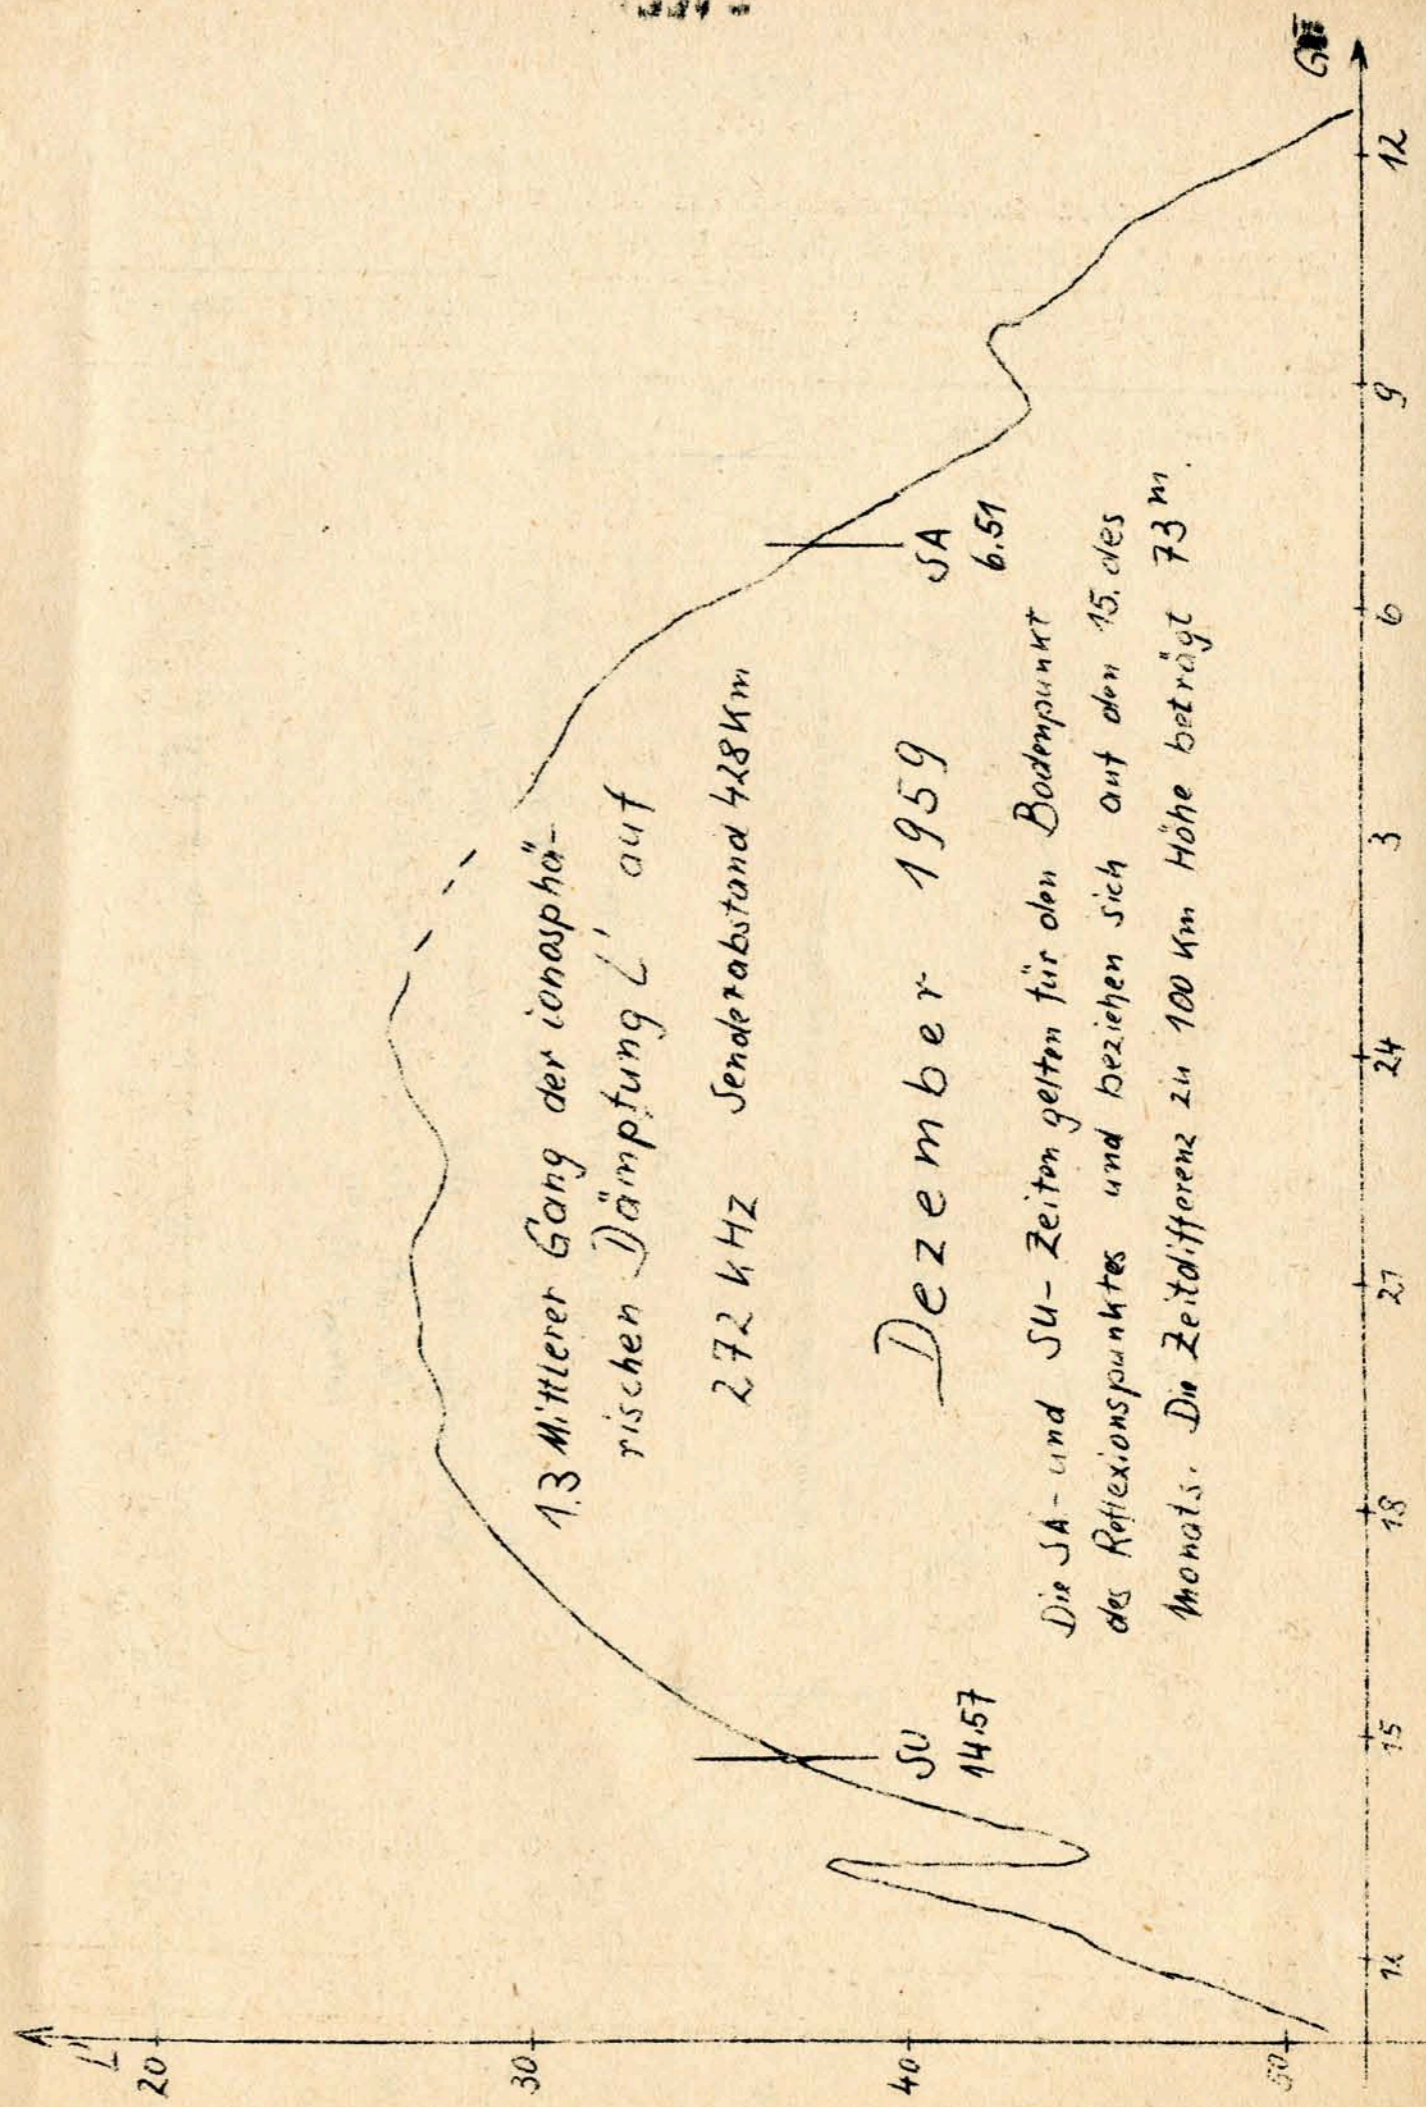 L'
20
30
40
50
1.3 Mittlerer Gang der ionosphä-
rischen Dämpfung L' auf
272 kHz Senderabstand 428 km
Dezember 1959
SU
14.57
SA
6.51
Die SA- und SU- Zeiten gelten für den Bodenpunkt
des Reflexionspunktes und beziehen sich auf den 15. des
Monats. Die Zeitdifferenz zu 100 km Höhe beträgt 73 m.
12
15
18
21
24
3
6
9
12